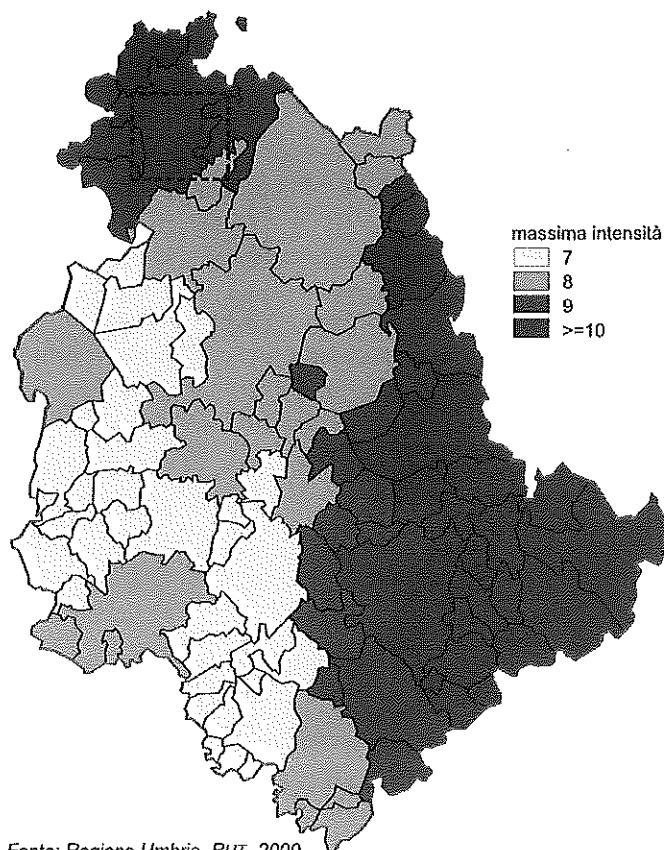 massima intensità
7
8
9
>=10
Fonte: Regione Umbria, PUT, 2000